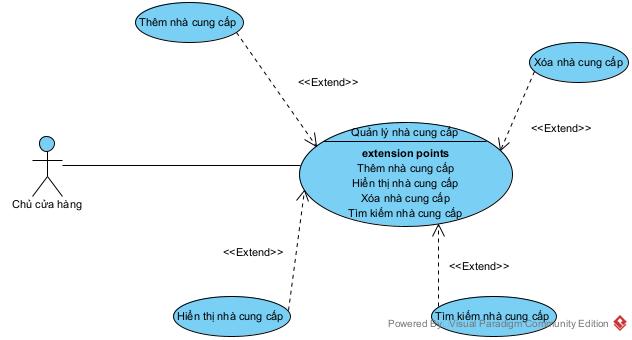 Thêm nhà cung cấp
Xóa nhà cung cấp
<<Extend>>
<<Extend>>
Quản lý nhà cung cấp
extension points
Thêm nhà cung cấp
Hiển thị nhà cung cấp
Xóa nhà cung cấp
Tìm kiếm nhà cung cấp
Chủ cửa hàng
<<Extend>>
<<Extend>>
Hiển thị nhà cung cấp
Tìm kiếm nhà cung cấp
Powered By: Visual Paradigm Community Edition